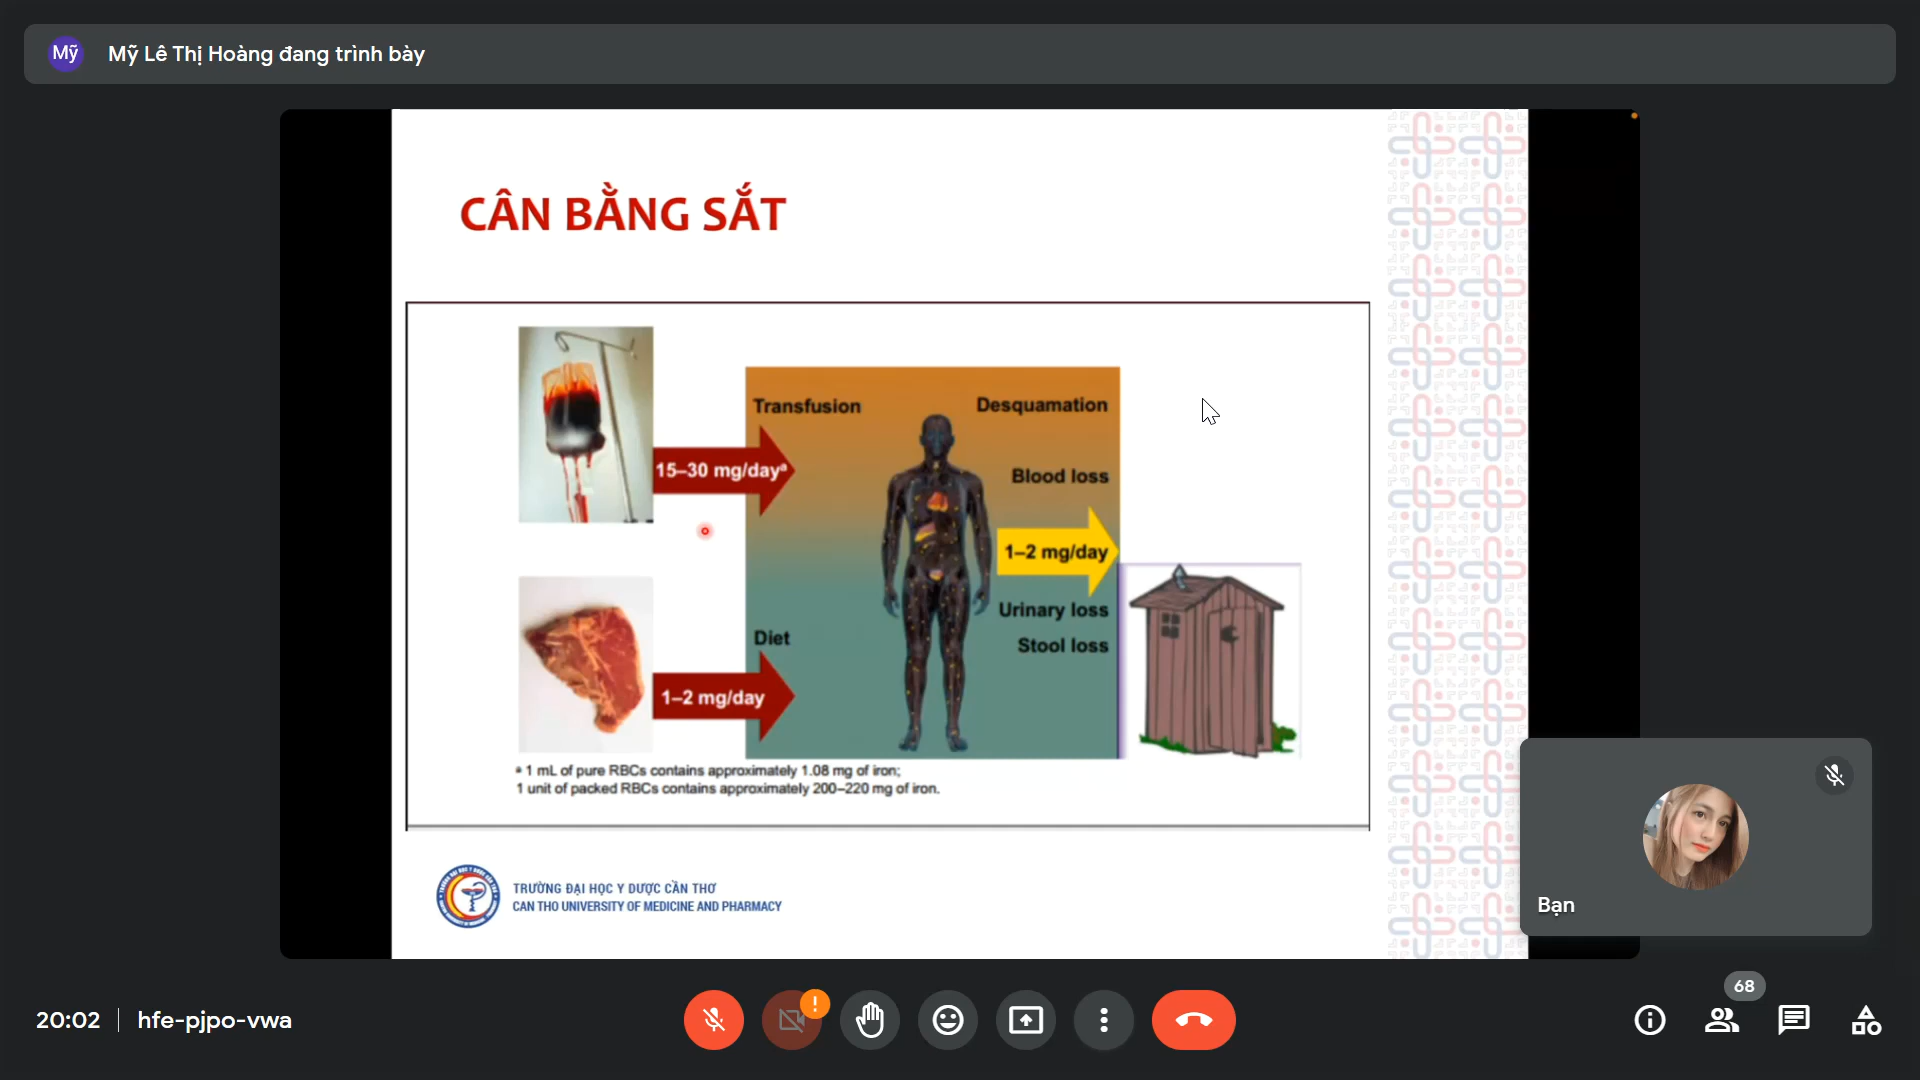 Mỹ
Mỹ Lê Thị Hoàng đang trình bày
CÂN BẰNG SẮT
Transfusion
Desquamation
15–30 mg/dayª
Blood loss
1–2 mg/day
Urinary loss
Stool loss
Diet
1–2 mg/day
ª 1 mL of pure RBCs contains approximately 1.08 mg of iron;
1 unit of packed RBCs contains approximately 200–220 mg of iron.
TRƯỜNG ĐẠI HỌC Y DƯỢC CẦN THƠ
CAN THO UNIVERSITY OF MEDICINE AND PHARMACY
Bạn
20:02
hfe-pjpo-vwa
68